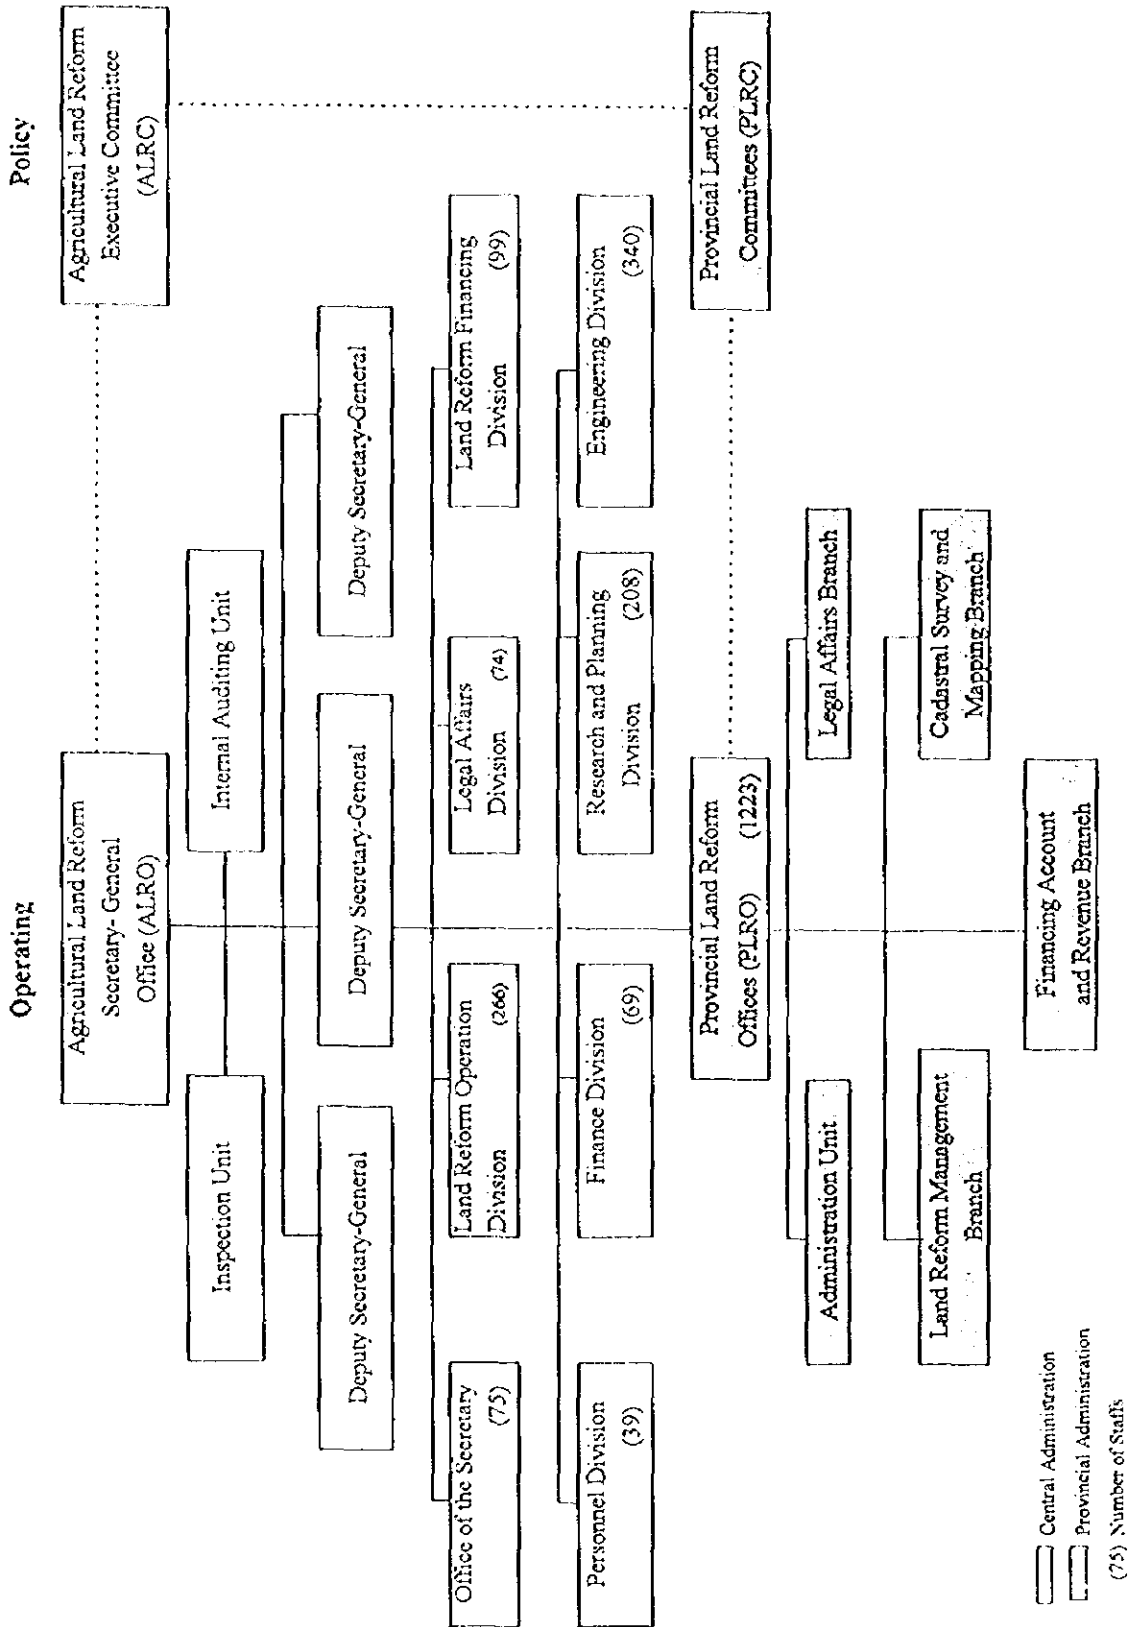 Operating
Policy
Agricultural Land Reform
Secretary- General
Office (ALRO)
Agricultural Land Reform
Executive Committee
(ALRC)
Inspection Unit
Internal Auditing Unit
Deputy Secretary-General
Deputy Secretary-General
Deputy Secretary-General
Office of the Secretary
(75)
Land Reform Operation
Division (266)
Legal Affairs
Division (74)
Land Reform Financing
Division (99)
Personnel Division
(39)
Finance Division
(69)
Research and Planning
Division (208)
Engineering Division
(340)
Provincial Land Reform
Offices (PLRO) (1223)
Provincial Land Reform
Committees (PLRC)
Administration Unit
Legal Affairs Branch
Land Reform Management
Branch
Cadastral Survey and
Mapping Branch
Financing Account
and Revenue Branch
Central Administration
Provincial Administration
(75) Number of Staffs